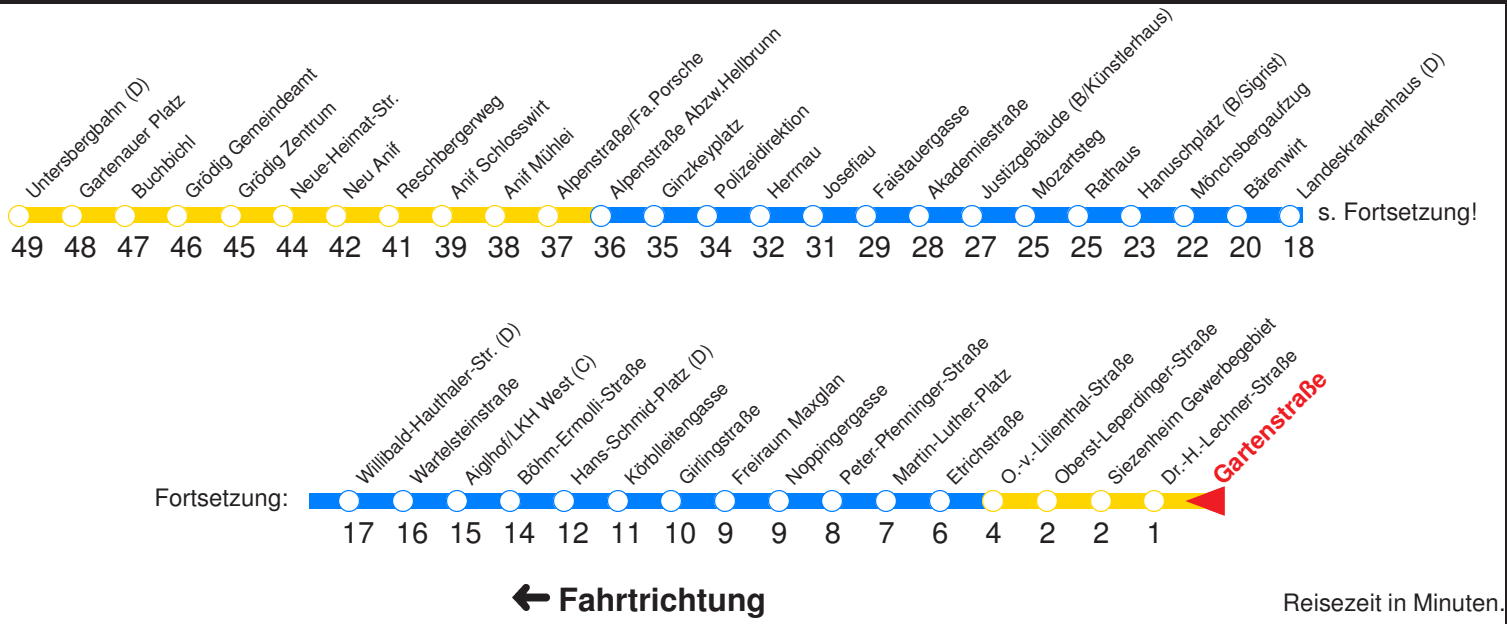 Untersbergbahn (D)
Gartenauer Platz
Buchbichl
Grödig Gemeindeamt
Grödig Zentrum
Neue-Heimat-Str.
Neu Anif
Reschbergerweg
Anif Schlosswirt
Anif Mühlei
Alpenstraße/Fa.Porsche
Alpenstraße Abzw.Hellbrunn
Ginzkeyplatz
Polizeidirektion
Herrnau
Josefiau
Faistauergasse
Akademiestraße
Justizgebäude (B/Künstlerhaus)
Mozartsteg
Rathaus
Hanuschplatz (B/Sigrist)
Mönchsbergaufzug
Bärenwirt
Landeskrankenhaus (D)
s. Fortsetzung!
49 48 47 46 45 44 42 41 39 38 37 36 35 34 32 31 29 28 27 25 25 23 22 20 18
Fortsetzung:
Willibald-Hauthaler-Str. (D)
Wartelsteinstraße
Aiglhof/LKH West (C)
Böhm-Ermolli-Straße
Hans-Schmid-Platz (D)
Körblleitengasse
Girlingstraße
Freiraum Maxglan
Noppingergasse
Peter-Pfenninger-Straße
Martin-Luther-Platz
Etrichstraße
O.-v.-Lilienthal-Straße
Oberst-Leperdinger-Straße
Siezenheim Gewerbegebiet
Dr.-H.-Lechner-Straße
Gartenstraße
17 16 15 14 12 11 10 9 9 8 7 6 4 2 2 1
Fahrtrichtung
Reisezeit in Minuten.